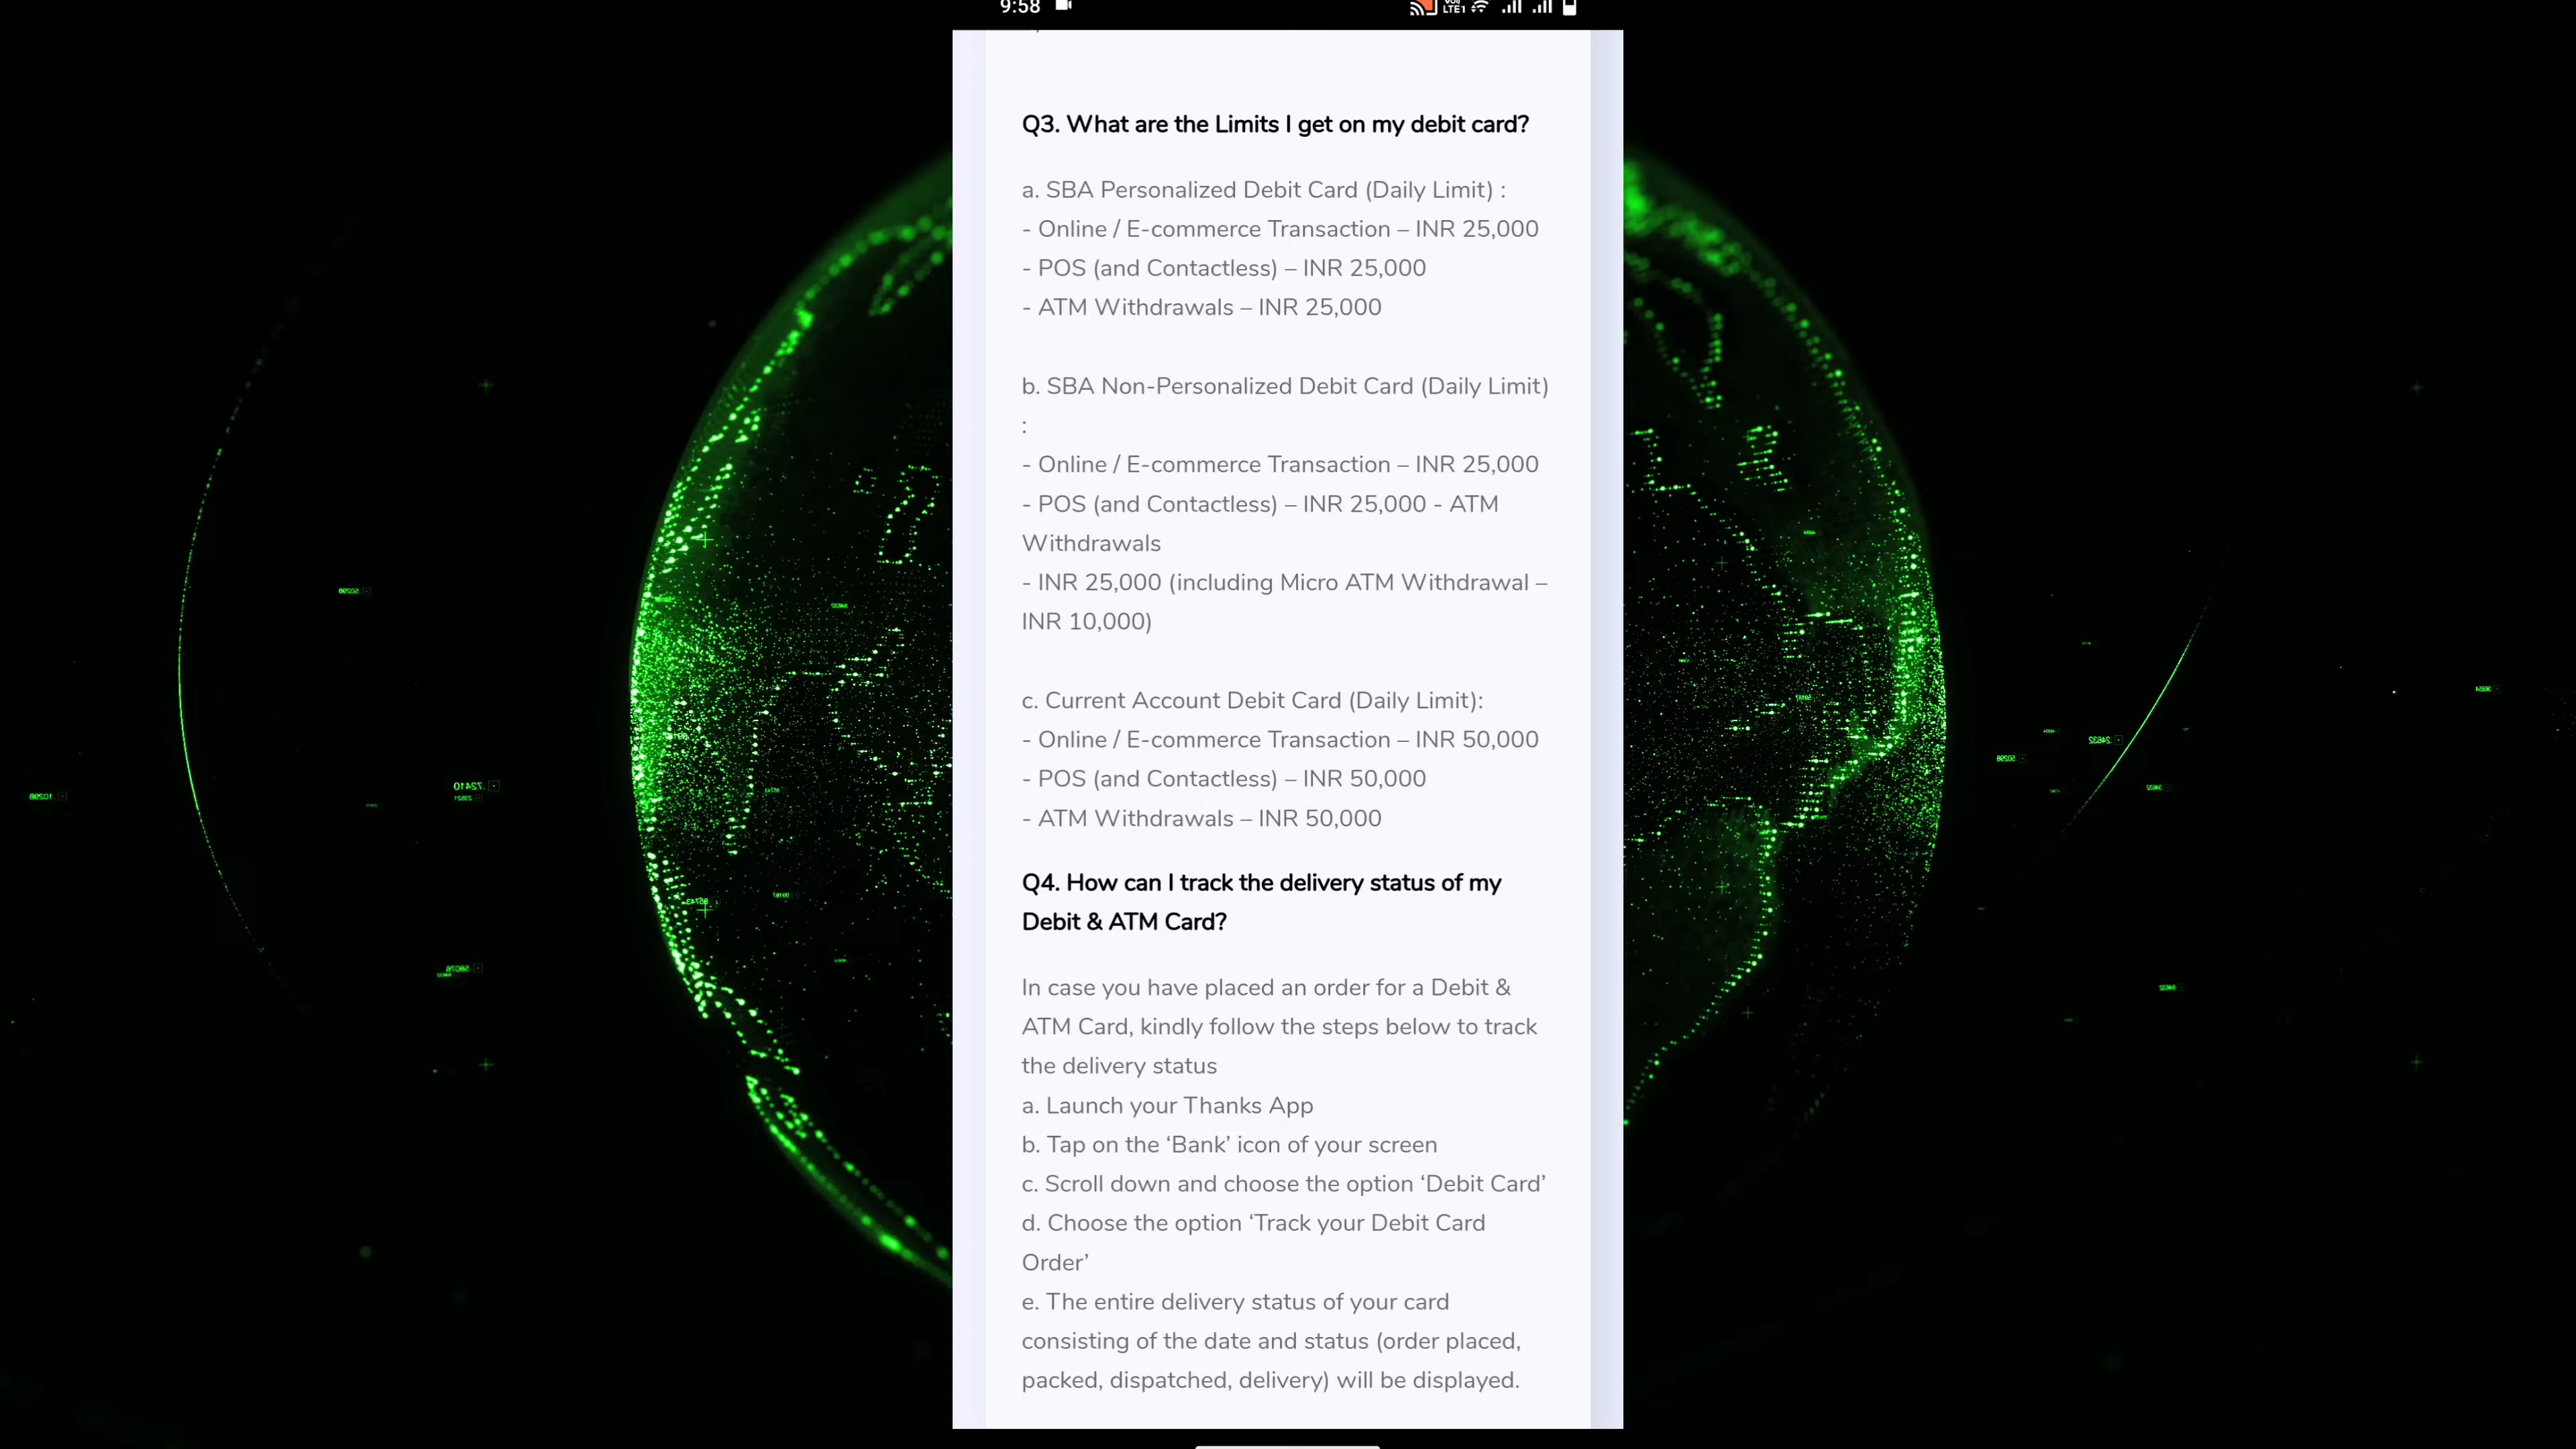 9:58
Vo))
LTE1
Q3. What are the Limits I get on my debit card?
a. SBA Personalized Debit Card (Daily Limit) :
- Online / E-commerce Transaction – INR 25,000
- POS (and Contactless) – INR 25,000
- ATM Withdrawals – INR 25,000
b. SBA Non-Personalized Debit Card (Daily Limit)
:
- Online / E-commerce Transaction – INR 25,000
- POS (and Contactless) – INR 25,000 - ATM
Withdrawals
- INR 25,000 (including Micro ATM Withdrawal –
INR 10,000)
c. Current Account Debit Card (Daily Limit):
- Online / E-commerce Transaction – INR 50,000
- POS (and Contactless) – INR 50,000
- ATM Withdrawals – INR 50,000
Q4. How can I track the delivery status of my
Debit & ATM Card?
In case you have placed an order for a Debit &
ATM Card, kindly follow the steps below to track
the delivery status
a. Launch your Thanks App
b. Tap on the ‘Bank’ icon of your screen
c. Scroll down and choose the option ‘Debit Card’
d. Choose the option ‘Track your Debit Card
Order’
e. The entire delivery status of your card
consisting of the date and status (order placed,
packed, dispatched, delivery) will be displayed.
50298
72410
10298
58076
24632
50298